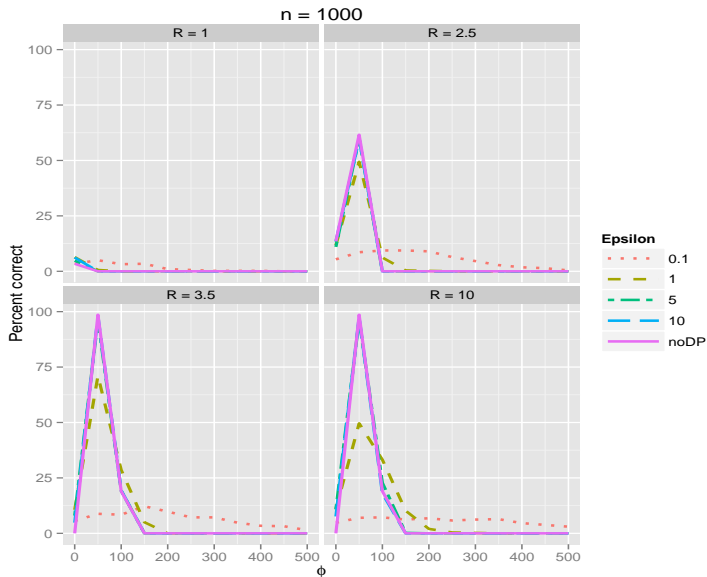 n = 1000
R = 1
R = 2.5
100
75
50
25
0
R = 3.5
R = 10
100
75
50
25
0
0 100 200 300 400 500 0 100 200 300 400 500
ϕ
Percent correct
Epsilon
0.1
1
5
10
noDP